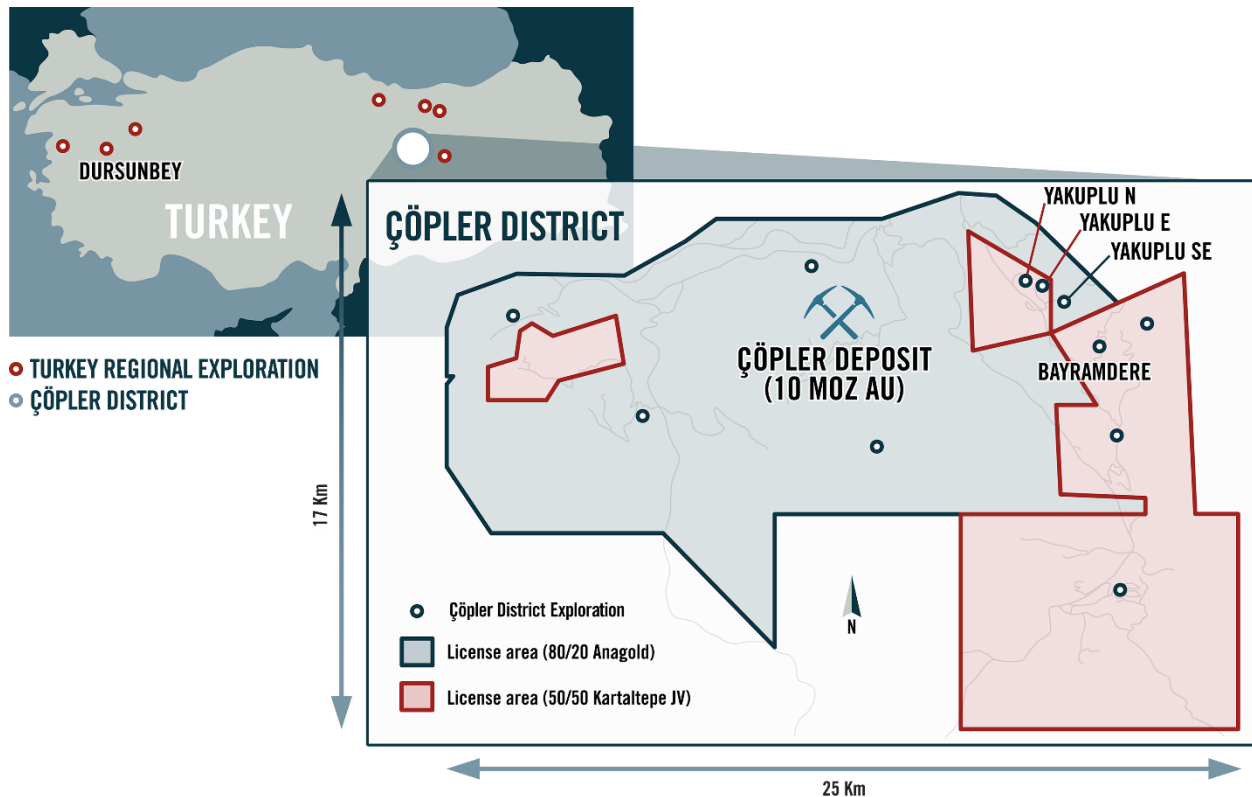 DURSUNBEY
TURKEY
TURKEY REGIONAL EXPLORATION
ÇÖPLER DISTRICT
ÇÖPLER DISTRICT
YAKUPLU N
YAKUPLU E
YAKUPLU SE
ÇÖPLER DEPOSIT
(10 MOZ AU)
BAYRAMDERE
17 Km
Çöpler District Exploration
License area (80/20 Anagold)
License area (50/50 Kartaltepe JV)
N
25 Km